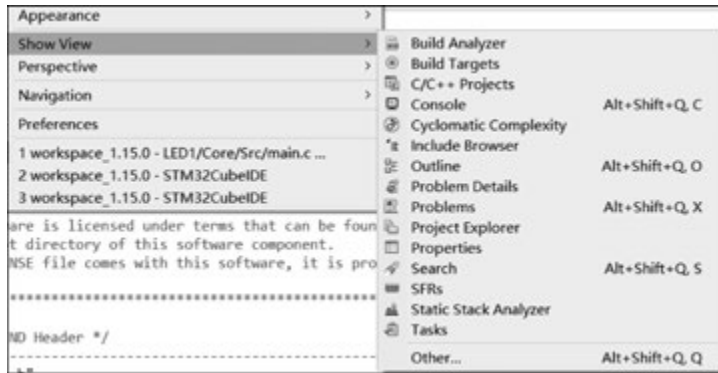 Appearance >
Show View >
Perspective >
Navigation >
Preferences
1 workspace_1.15.0 - LED1/Core/Src/main.c ...
2 workspace_1.15.0 - STM32CubeIDE
3 workspace_1.15.0 - STM32CubeIDE
are is licensed under terms that can be foun
t directory of this software component.
NSE file comes with this software, it is pro
ND Header */
Build Analyzer
Build Targets
C/C++ Projects
Console Alt+Shift+Q, C
Cyclomatic Complexity
Include Browser
Outline Alt+Shift+Q, O
Problem Details
Problems Alt+Shift+Q, X
Project Explorer
Properties
Search Alt+Shift+Q, S
SFRs
Static Stack Analyzer
Tasks
Other... Alt+Shift+Q, Q